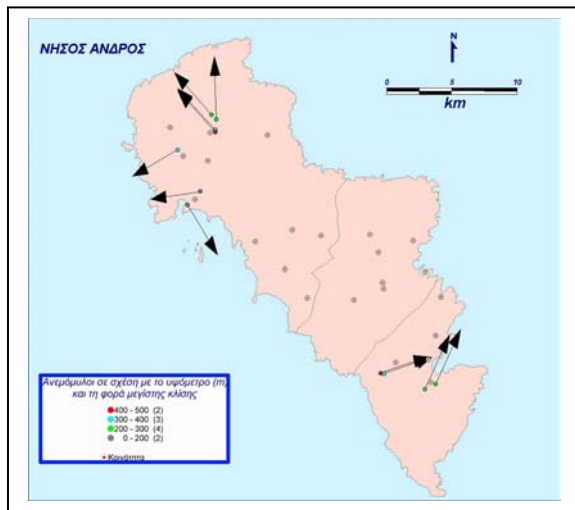 ΝΗΣΟΣ ΑΝΔΡΟΣ
N
0 5 10
km
Ανεμόμυλοι σε σχέση με το υψόμετρο (m)
και τη φορά μεγίστης κλίσης
400 - 500 (2)
300 - 400 (3)
200 - 300 (4)
0 - 200 (2)